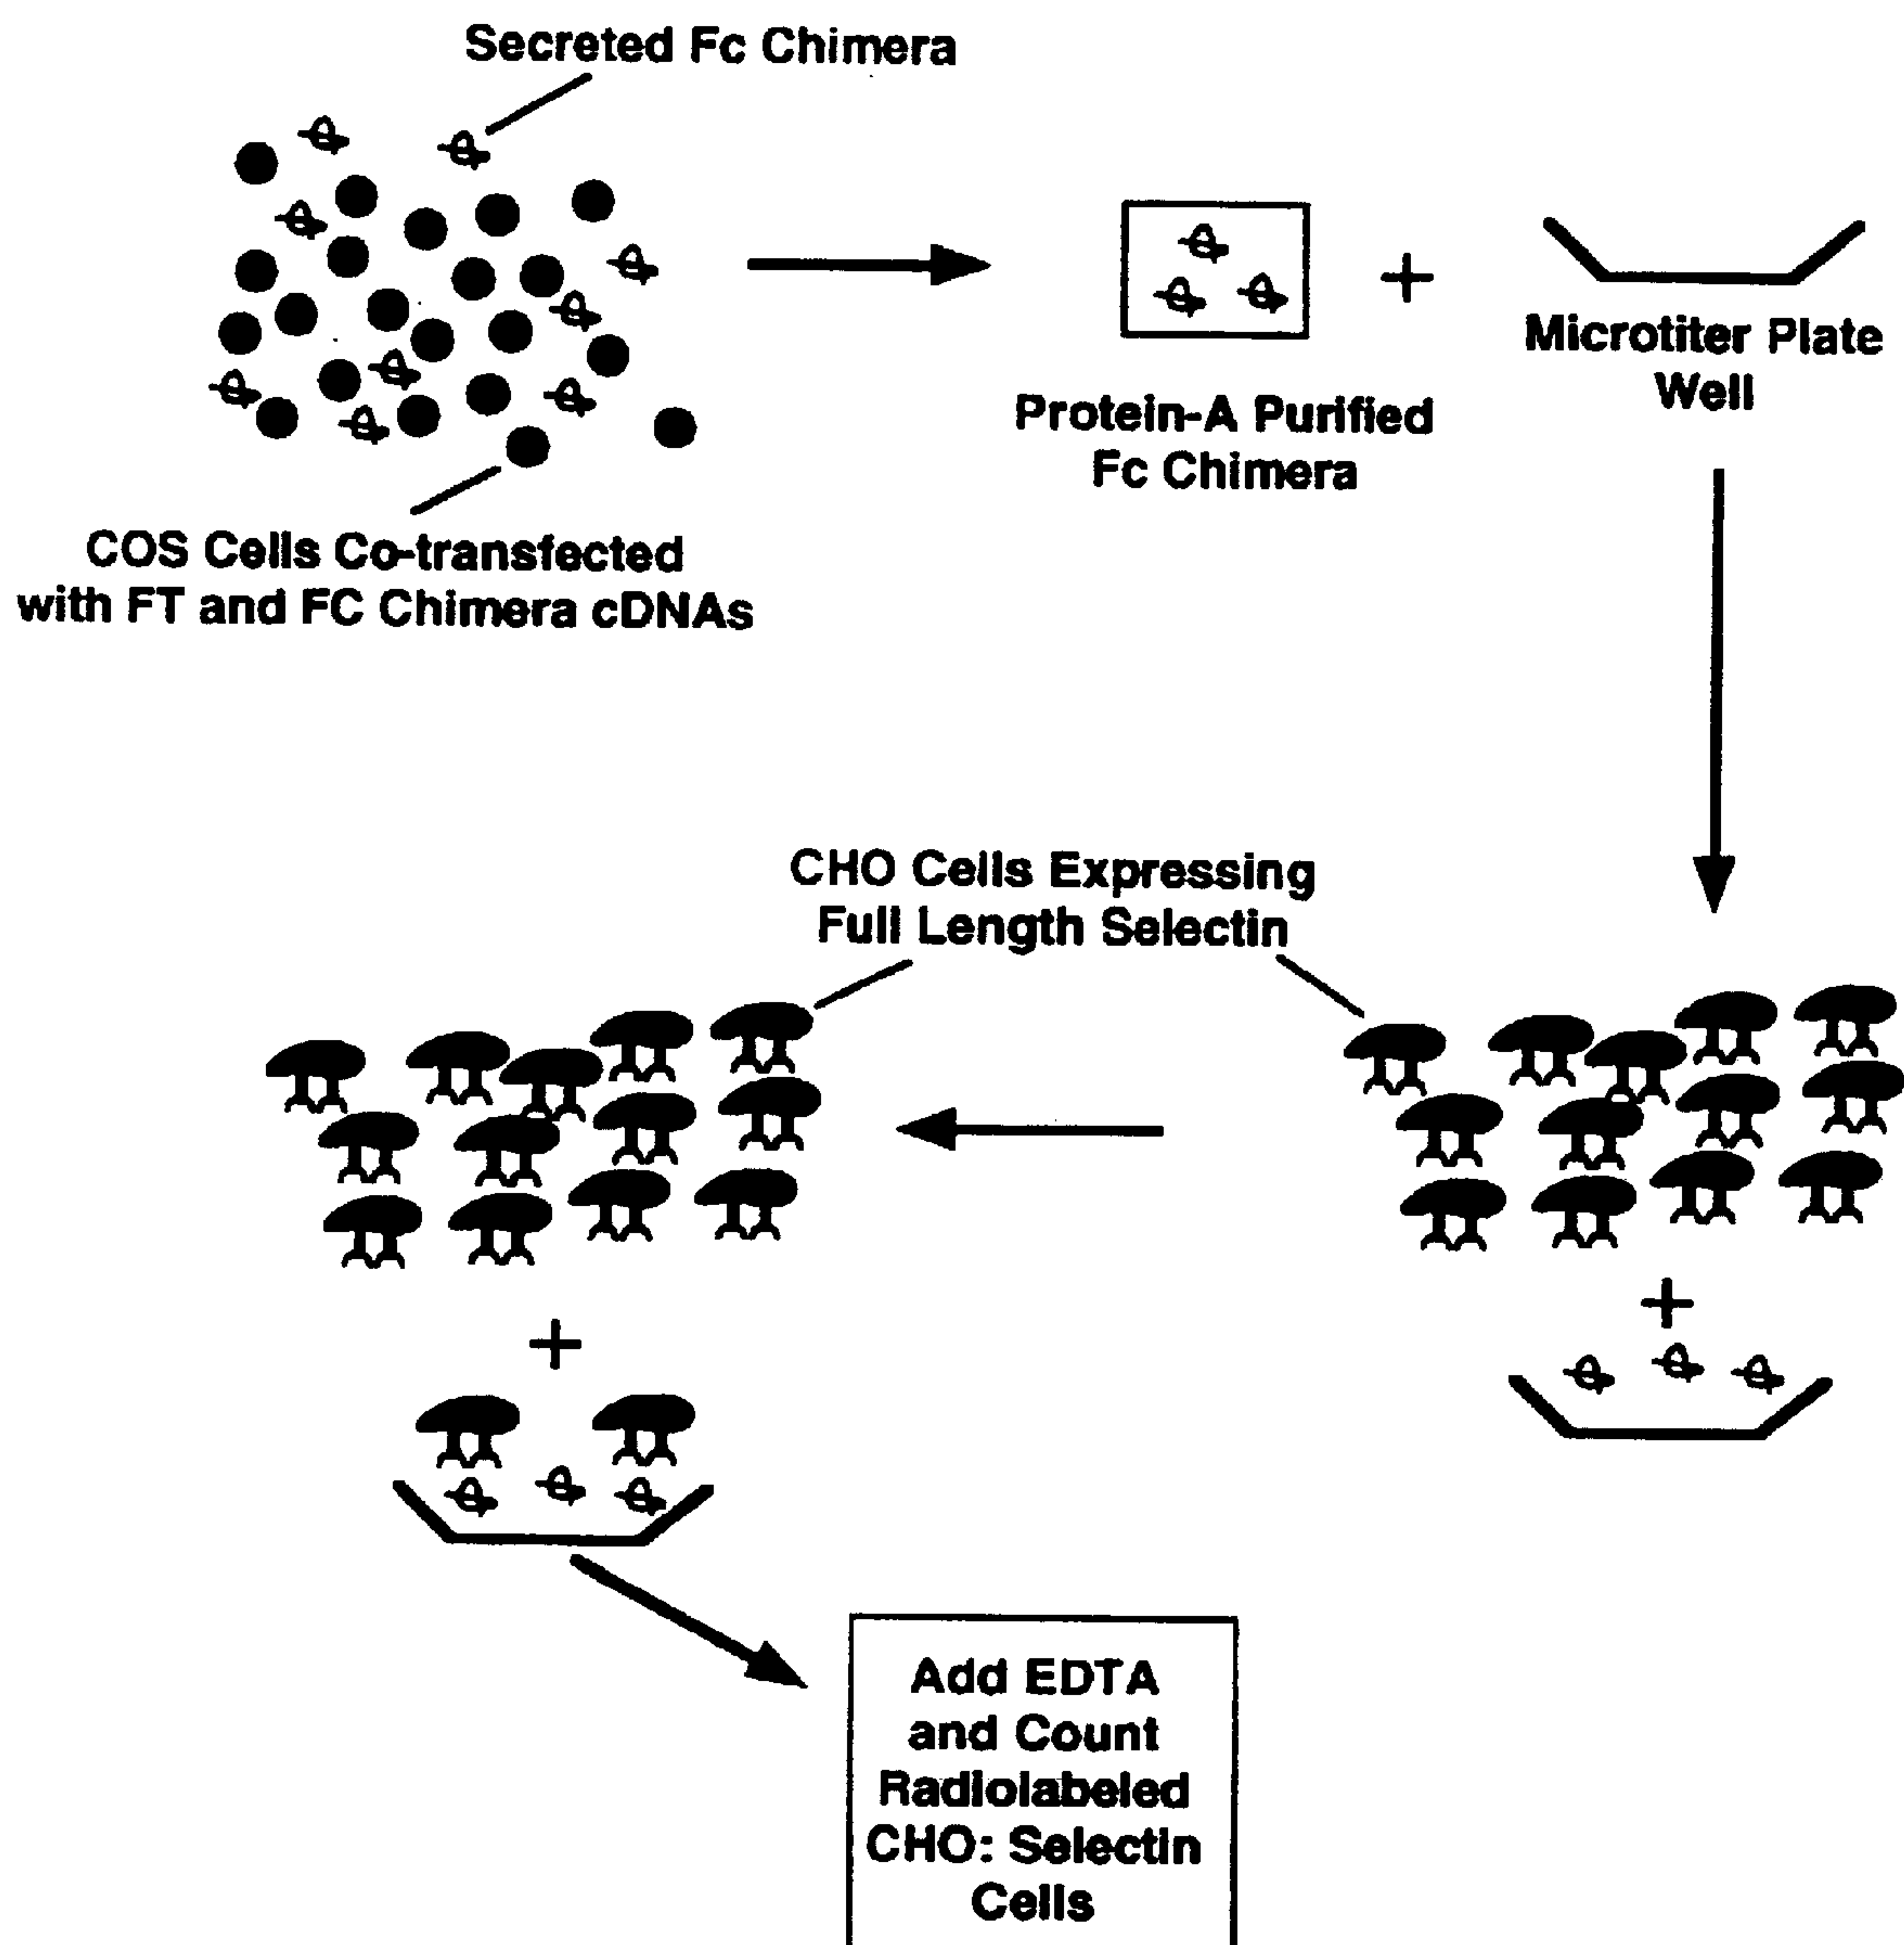 Secreted Fc Chimera
Protein-A Purified
Fc Chimera
+
Microtiter Plate
Well
COS Cells Co-transfected
with FT and FC Chimera cDNAs
CHO Cells Expressing
Full Length Selectin
+
+
Add EDTA
and Count
Radiolabeled
CHO: Selectin
Cells